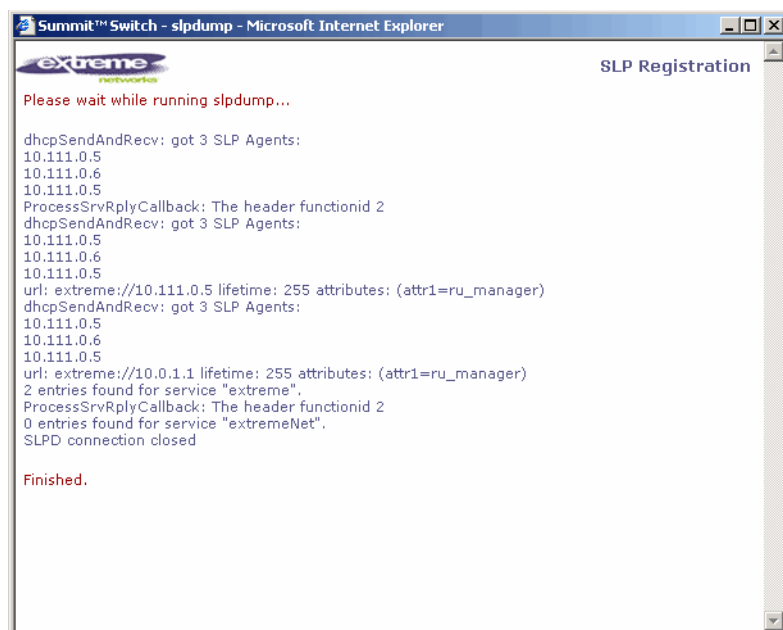 Summit™ Switch - slpdump - Microsoft Internet Explorer
extreme
networks
SLP Registration
Please wait while running slpdump...
dhcpSendAndRecv: got 3 SLP Agents:
10.111.0.5
10.111.0.6
10.111.0.5
ProcessSrvRplyCallback: The header functionid 2
dhcpSendAndRecv: got 3 SLP Agents:
10.111.0.5
10.111.0.6
10.111.0.5
url: extreme://10.111.0.5 lifetime: 255 attributes: (attr1=ru_manager)
dhcpSendAndRecv: got 3 SLP Agents:
10.111.0.5
10.111.0.6
10.111.0.5
url: extreme://10.0.1.1 lifetime: 255 attributes: (attr1=ru_manager)
2 entries found for service "extreme".
ProcessSrvRplyCallback: The header functionid 2
0 entries found for service "extremeNet".
SLPD connection closed
Finished.